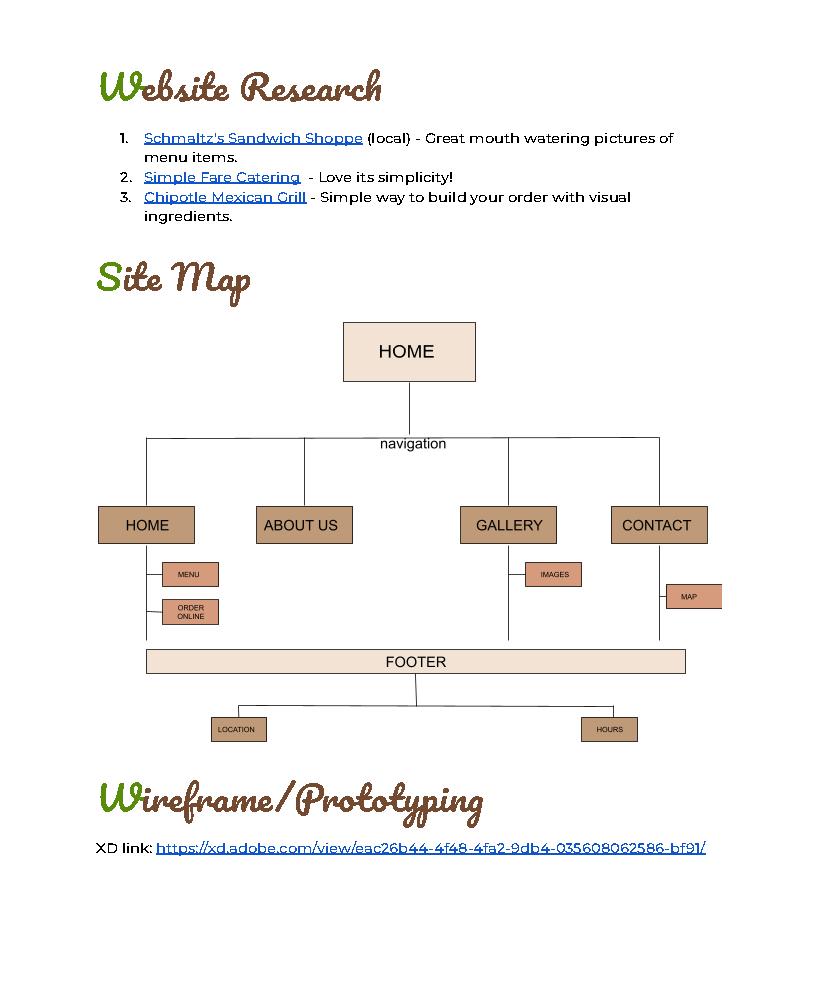 Website Research
1. Schmaltz's Sandwich Shoppe (local) - Great mouth watering pictures of
menu items.
2. Simple Fare Catering - Love its simplicity!
3. Chipotle Mexican Grill - Simple way to build your order with visual
ingredients.
Site Map
HOME
navigation
HOME
ABOUT US
GALLERY
CONTACT
MENU
IMAGES
MAP
ORDER
ONLINE
FOOTER
LOCATION
HOURS
Wireframe/Prototyping
XD link: https://xd.adobe.com/view/eac26b44-4f48-4fa2-9db4-035608062586-bf91/